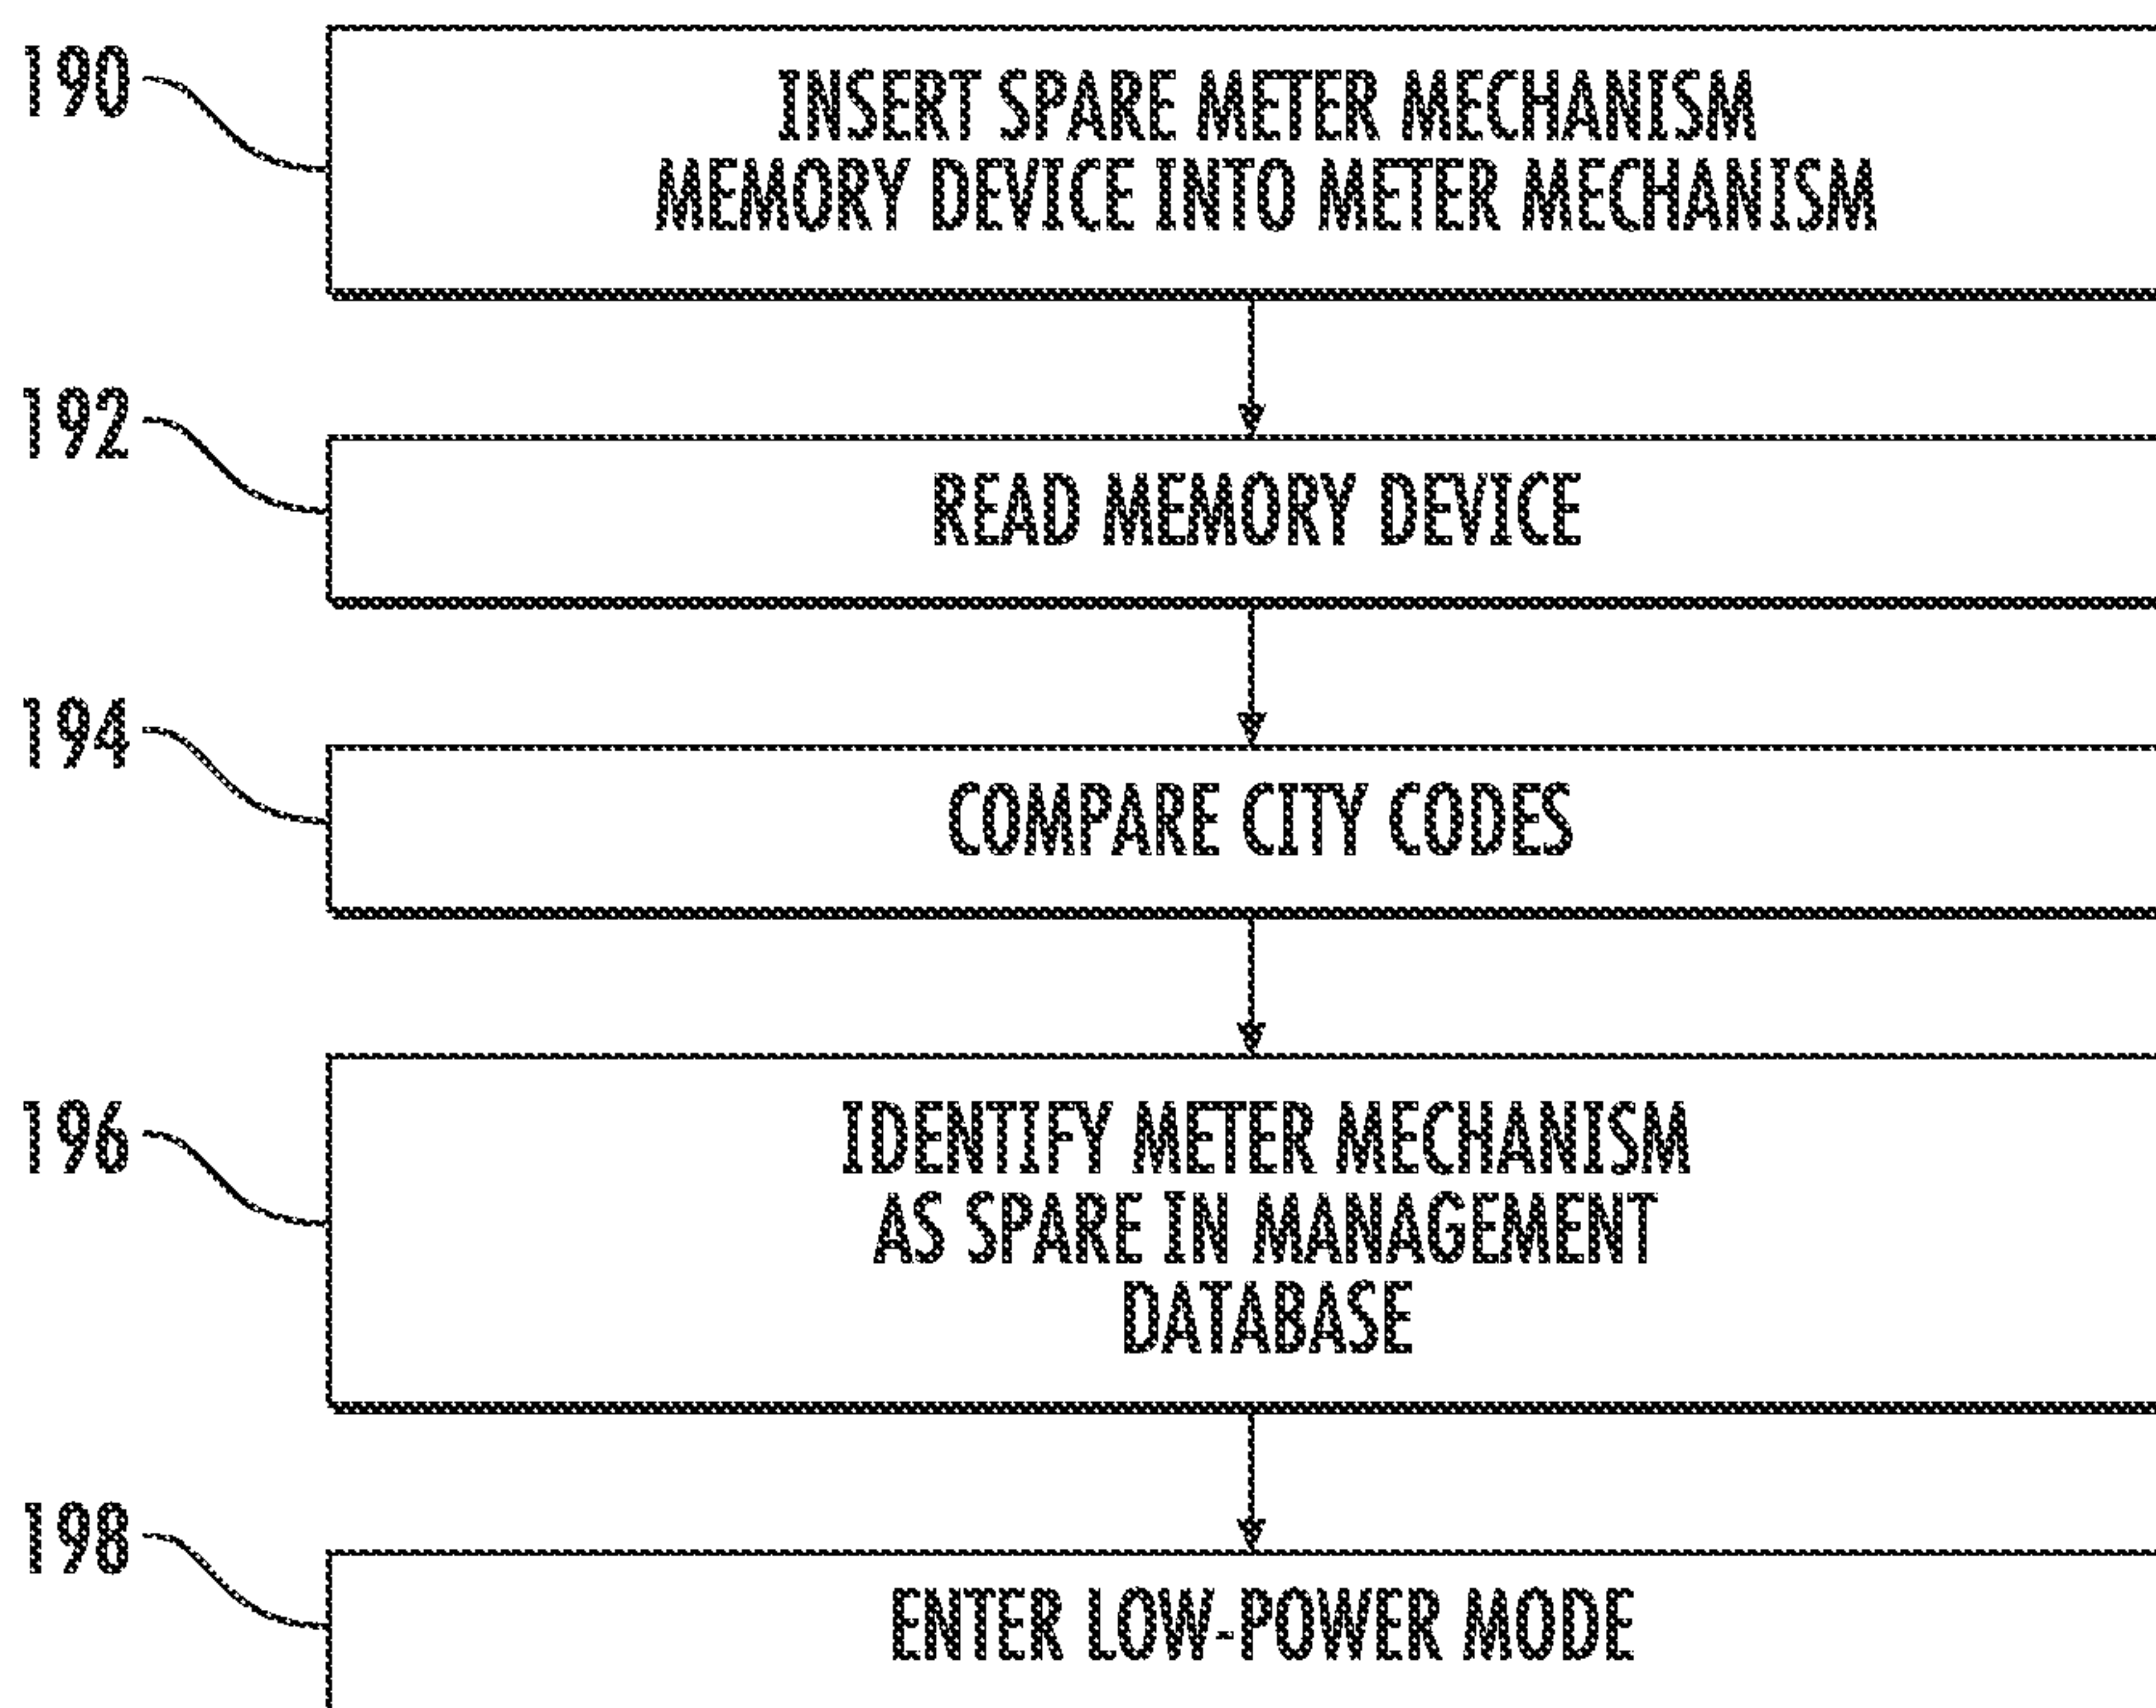 190
INSERT SPARE METER MECHANISM
MEMORY DEVICE INTO METER MECHANISM
192
READ MEMORY DEVICE
194
COMPARE CITY CODES
196
IDENTIFY METER MECHANISM
AS SPARE IN MANAGEMENT
DATABASE
198
ENTER LOW-POWER MODE